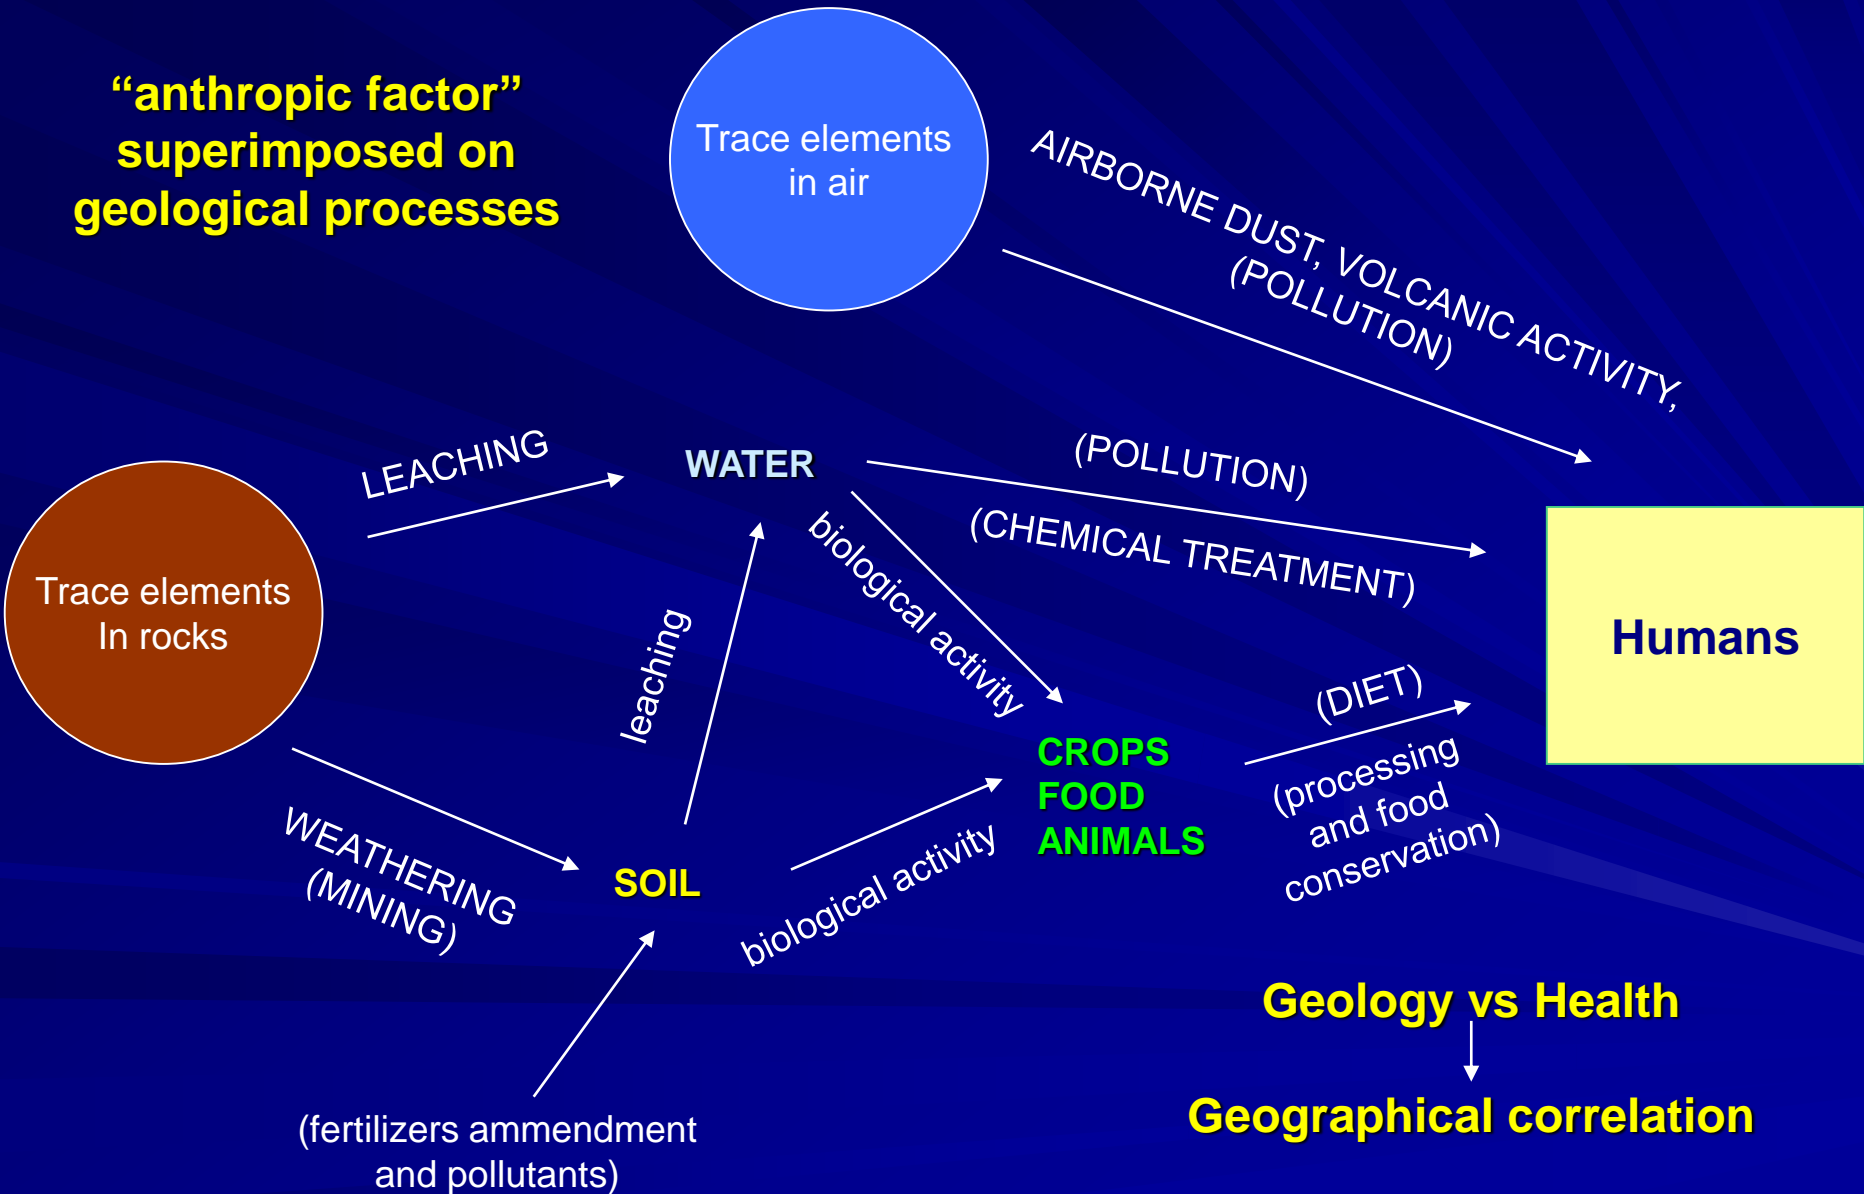 “anthropic factor”
superimposed on
geological processes
Trace elements
in air
AIRBORNE DUST, VOLCANIC ACTIVITY,
(POLLUTION)
LEACHING
WATER
(POLLUTION)
(CHEMICAL TREATMENT)
biological activity
Trace elements
In rocks
leaching
Humans
(DIET)
(processing
and food
conservation)
CROPS
FOOD
ANIMALS
WEATHERING
(MINING)
SOIL
biological activity
(fertilizers ammendment
and pollutants)
Geology vs Health
Geographical correlation